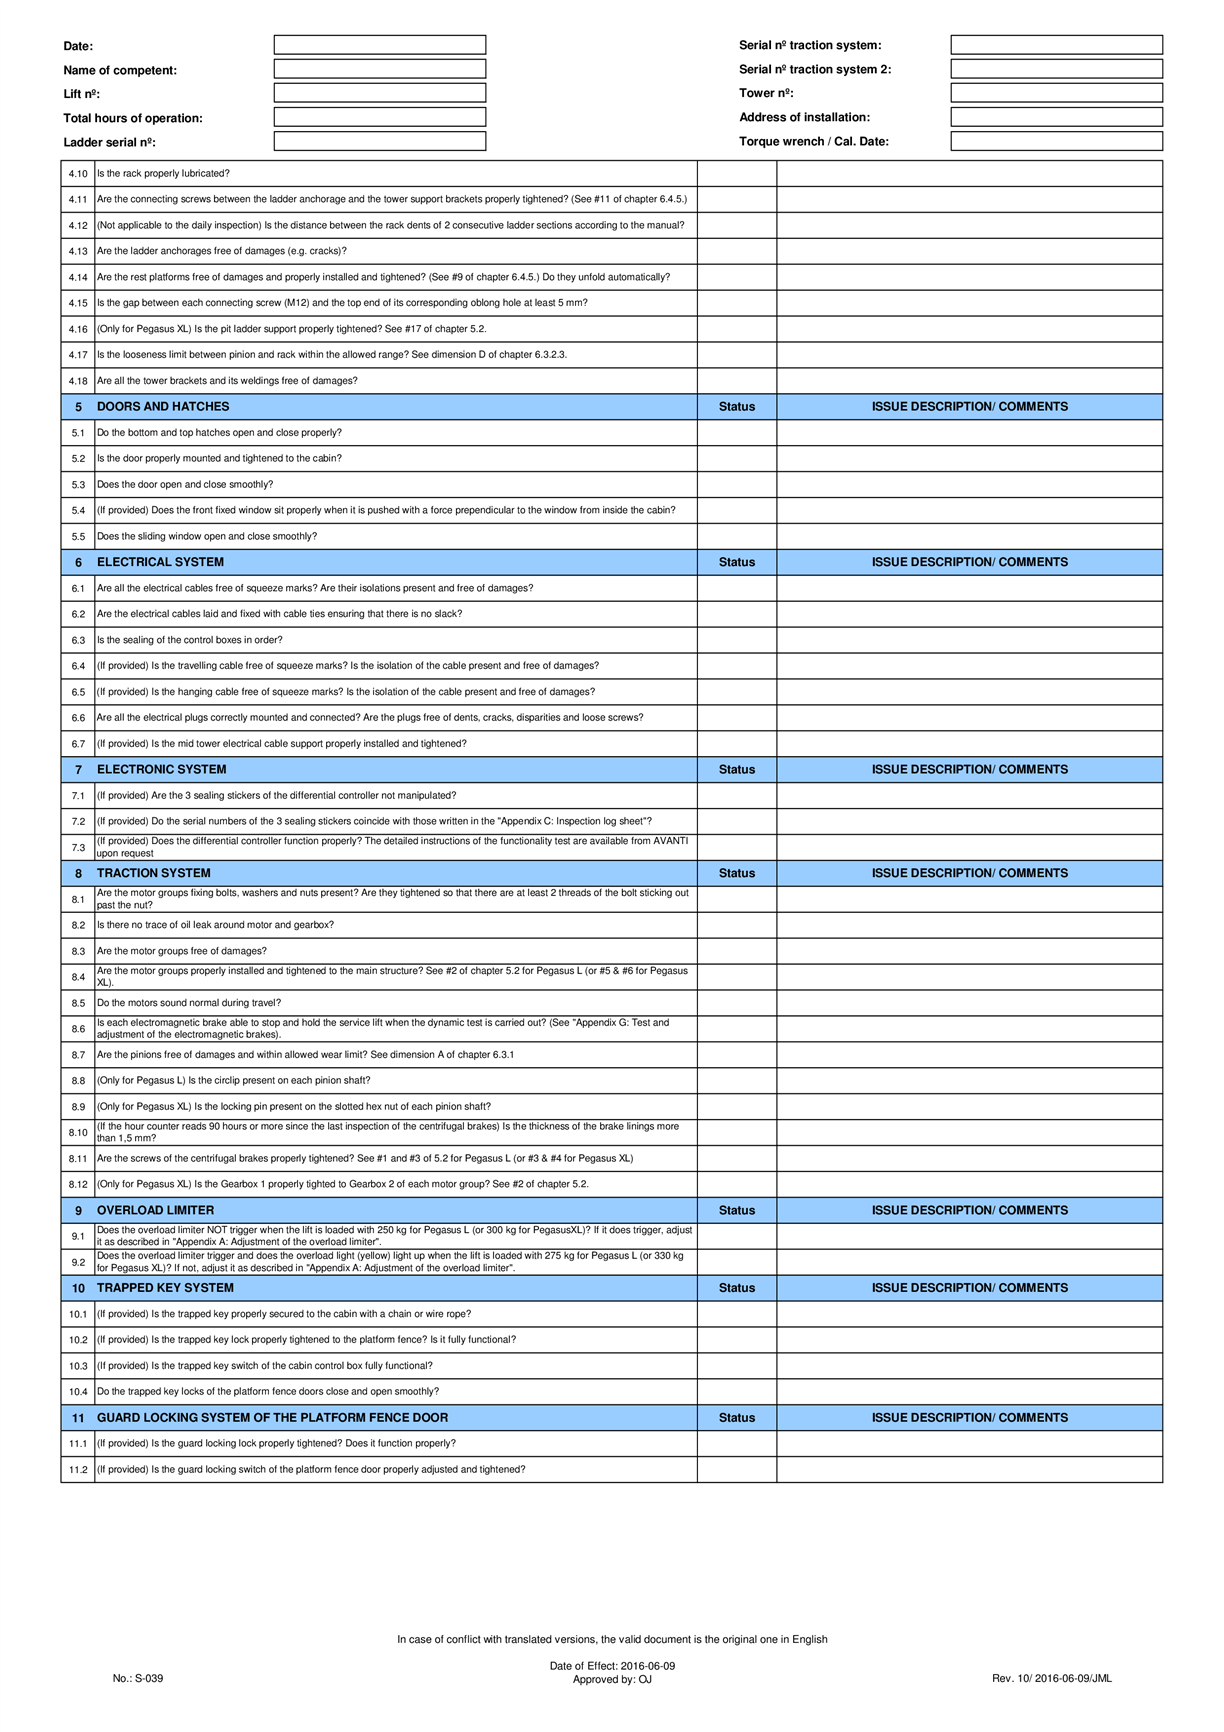 Date:
Serial nº traction system:
Name of competent:
Serial nº traction system 2:
Lift nº:
Tower nº:
Total hours of operation:
Address of installation:
Ladder serial nº:
Torque wrench / Cal. Date:
4.10 Is the rack properly lubricated?
4.11 Are the connecting screws between the ladder anchorage and the tower support brackets properly tightened? (See #11 of chapter 6.4.5.)
4.12 (Not applicable to the daily inspection) Is the distance between the rack dents of 2 consecutive ladder sections according to the manual?
4.13 Are the ladder anchorages free of damages (e.g. cracks)?
4.14 Are the rest platforms free of damages and properly installed and tightened? (See #9 of chapter 6.4.5.) Do they unfold automatically?
4.15 Is the gap between each connecting screw (M12) and the top end of its corresponding oblong hole at least 5 mm?
4.16 (Only for Pegasus XL) Is the pit ladder support properly tightened? See #17 of chapter 5.2.
4.17 Is the looseness limit between pinion and rack within the allowed range? See dimension D of chapter 6.3.2.3.
4.18 Are all the tower brackets and its weldings free of damages?
5 DOORS AND HATCHES Status ISSUE DESCRIPTION/ COMMENTS
5.1 Do the bottom and top hatches open and close properly?
5.2 Is the door properly mounted and tightened to the cabin?
5.3 Does the door open and close smoothly?
5.4 (If provided) Does the front fixed window sit properly when it is pushed with a force prependicular to the window from inside the cabin?
5.5 Does the sliding window open and close smoothly?
6 ELECTRICAL SYSTEM Status ISSUE DESCRIPTION/ COMMENTS
6.1 Are all the electrical cables free of squeeze marks? Are their isolations present and free of damages?
6.2 Are the electrical cables laid and fixed with cable ties ensuring that there is no slack?
6.3 Is the sealing of the control boxes in order?
6.4 (If provided) Is the travelling cable free of squeeze marks? Is the isolation of the cable present and free of damages?
6.5 (If provided) Is the hanging cable free of squeeze marks? Is the isolation of the cable present and free of damages?
6.6 Are all the electrical plugs correctly mounted and connected? Are the plugs free of dents, cracks, disparities and loose screws?
6.7 (If provided) Is the mid tower electrical cable support properly installed and tightened?
7 ELECTRONIC SYSTEM Status ISSUE DESCRIPTION/ COMMENTS
7.1 (If provided) Are the 3 sealing stickers of the differential controller not manipulated?
7.2 (If provided) Do the serial numbers of the 3 sealing stickers coincide with those written in the "Appendix C: Inspection log sheet"?
7.3 (If provided) Does the differential controller function properly? The detailed instructions of the functionality test are available from AVANTI
upon request
8 TRACTION SYSTEM Status ISSUE DESCRIPTION/ COMMENTS
8.1 Are the motor groups fixing bolts, washers and nuts present? Are they tightened so that there are at least 2 threads of the bolt sticking out
past the nut?
8.2 Is there no trace of oil leak around motor and gearbox?
8.3 Are the motor groups free of damages?
8.4 Are the motor groups properly installed and tightened to the main structure? See #2 of chapter 5.2 for Pegasus L (or #5 & #6 for Pegasus
XL).
8.5 Do the motors sound normal during travel?
8.6 Is each electromagnetic brake able to stop and hold the service lift when the dynamic test is carried out? (See "Appendix G: Test and
adjustment of the electromagnetic brakes).
8.7 Are the pinions free of damages and within allowed wear limit? See dimension A of chapter 6.3.1
8.8 (Only for Pegasus L) Is the circlip present on each pinion shaft?
8.9 (Only for Pegasus XL) Is the locking pin present on the slotted hex nut of each pinion shaft?
8.10 (If the hour counter reads 90 hours or more since the last inspection of the centrifugal brakes) Is the thickness of the brake linings more
than 1,5 mm?
8.11 Are the screws of the centrifugal brakes properly tightened? See #1 and #3 of 5.2 for Pegasus L (or #3 & #4 for Pegasus XL)
8.12 (Only for Pegasus XL) Is the Gearbox 1 properly tighted to Gearbox 2 of each motor group? See #2 of chapter 5.2.
9 OVERLOAD LIMITER Status ISSUE DESCRIPTION/ COMMENTS
9.1 Does the overload limiter NOT trigger when the lift is loaded with 250 kg for Pegasus L (or 300 kg for PegasusXL)? If it does trigger, adjust
it as described in "Appendix A: Adjustment of the overload limiter".
9.2 Does the overload limiter trigger and does the overload light (yellow) light up when the lift is loaded with 275 kg for Pegasus L (or 330 kg
for Pegasus XL)? If not, adjust it as described in "Appendix A: Adjustment of the overload limiter".
10 TRAPPED KEY SYSTEM Status ISSUE DESCRIPTION/ COMMENTS
10.1 (If provided) Is the trapped key properly secured to the cabin with a chain or wire rope?
10.2 (If provided) Is the trapped key lock properly tightened to the platform fence? Is it fully functional?
10.3 (If provided) Is the trapped key switch of the cabin control box fully functional?
10.4 Do the trapped key locks of the platform fence doors close and open smoothly?
11 GUARD LOCKING SYSTEM OF THE PLATFORM FENCE DOOR Status ISSUE DESCRIPTION/ COMMENTS
11.1 (If provided) Is the guard locking lock properly tightened? Does it function properly?
11.2 (If provided) Is the guard locking switch of the platform fence door properly adjusted and tightened?
In case of conflict with translated versions, the valid document is the original one in English
Date of Effect: 2016-06-09
No.: S-039 Approved by: OJ Rev. 10/ 2016-06-09/JML